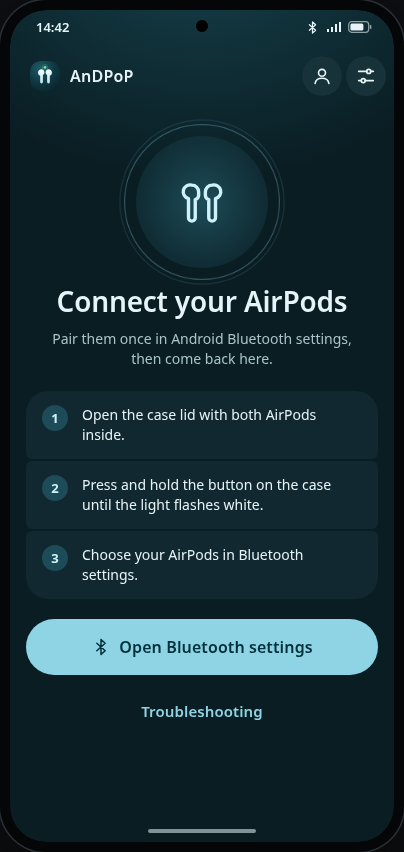 14:42
AnDPoP
Connect your AirPods
Pair them once in Android Bluetooth settings,
then come back here.
1 Open the case lid with both AirPods
inside.
2 Press and hold the button on the case
until the light flashes white.
3 Choose your AirPods in Bluetooth
settings.
Open Bluetooth settings
Troubleshooting